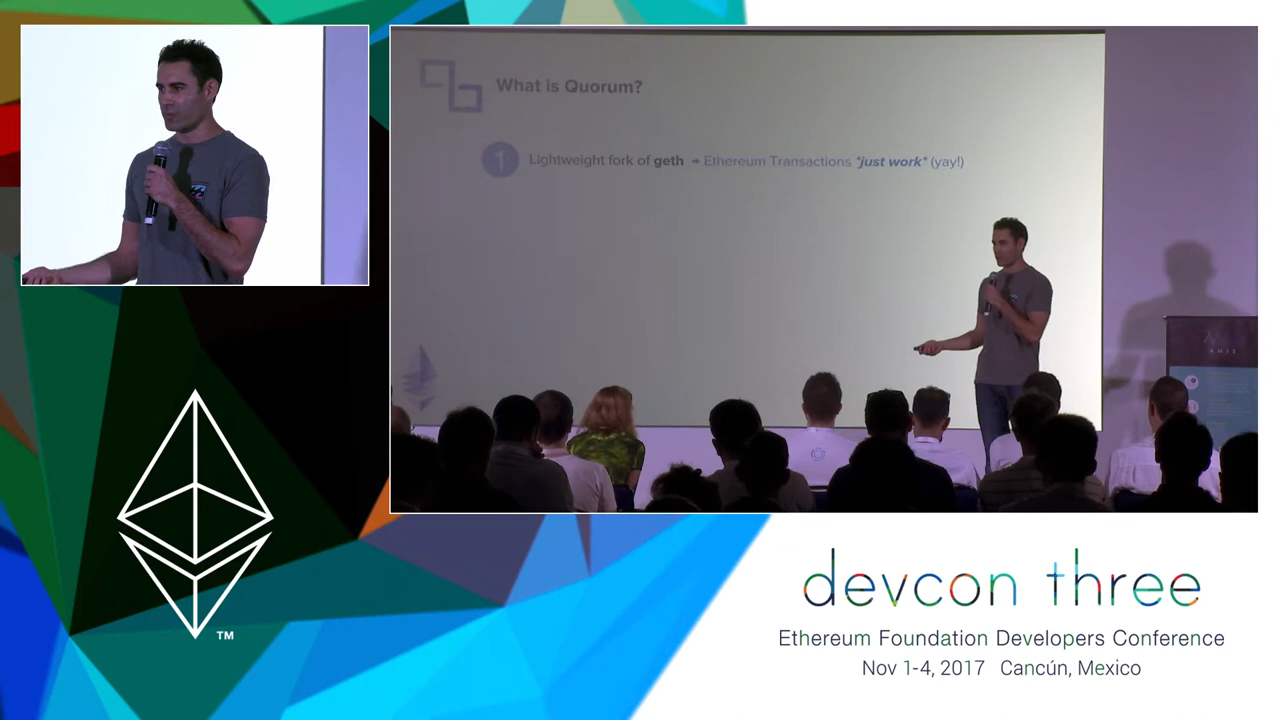 What is Quorum?
1 Lightweight fork of geth → Ethereum Transactions *just work* (yay!)
TM
devcon three
Ethereum Foundation Developers Conference
Nov 1-4, 2017 Cancún, Mexico